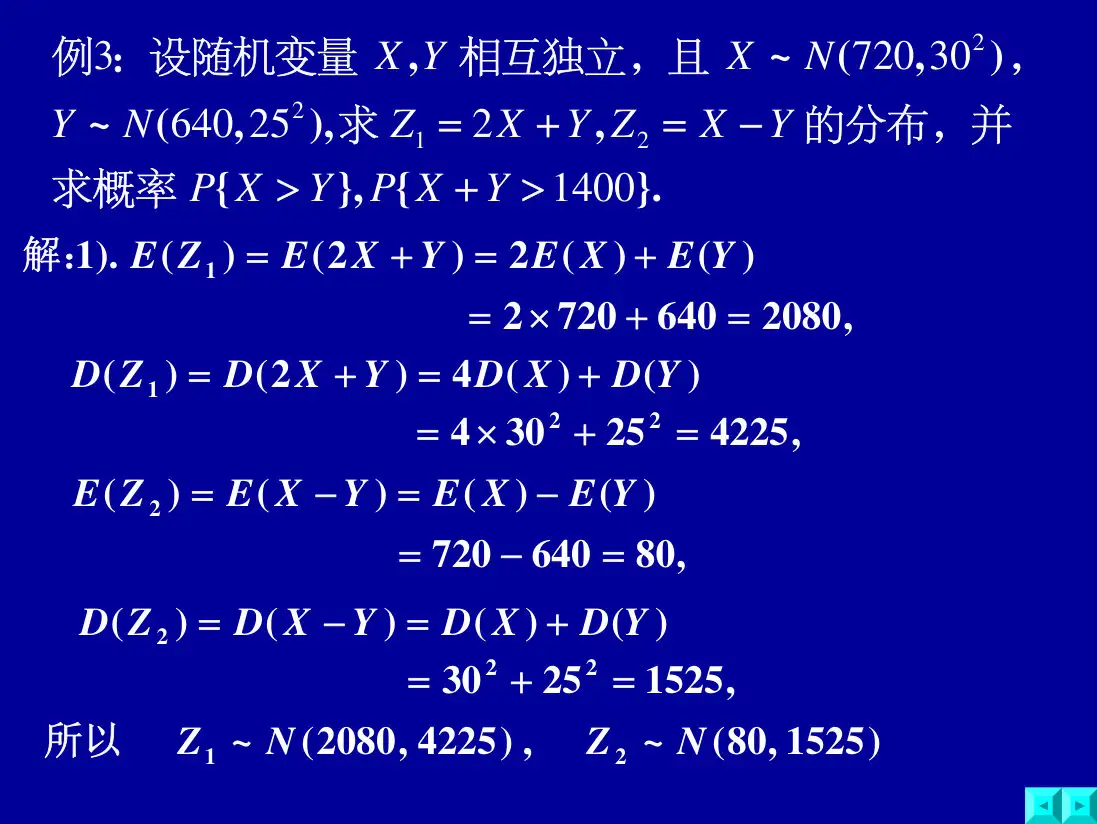 例3：设随机变量 X,Y 相互独立，且 X ~ N(720,30²)，
Y ~ N(640,25²),求 Z₁ = 2X + Y, Z₂ = X − Y 的分布，并
求概率 P{X > Y}, P{X + Y > 1400}.
解:1). E(Z₁) = E(2X + Y) = 2E(X) + E(Y)
= 2 × 720 + 640 = 2080,
D(Z₁) = D(2X + Y) = 4D(X) + D(Y)
= 4 × 30² + 25² = 4225,
E(Z₂) = E(X − Y) = E(X) − E(Y)
= 720 − 640 = 80,
D(Z₂) = D(X − Y) = D(X) + D(Y)
= 30² + 25² = 1525,
所以 Z₁ ~ N(2080, 4225), Z₂ ~ N(80, 1525)